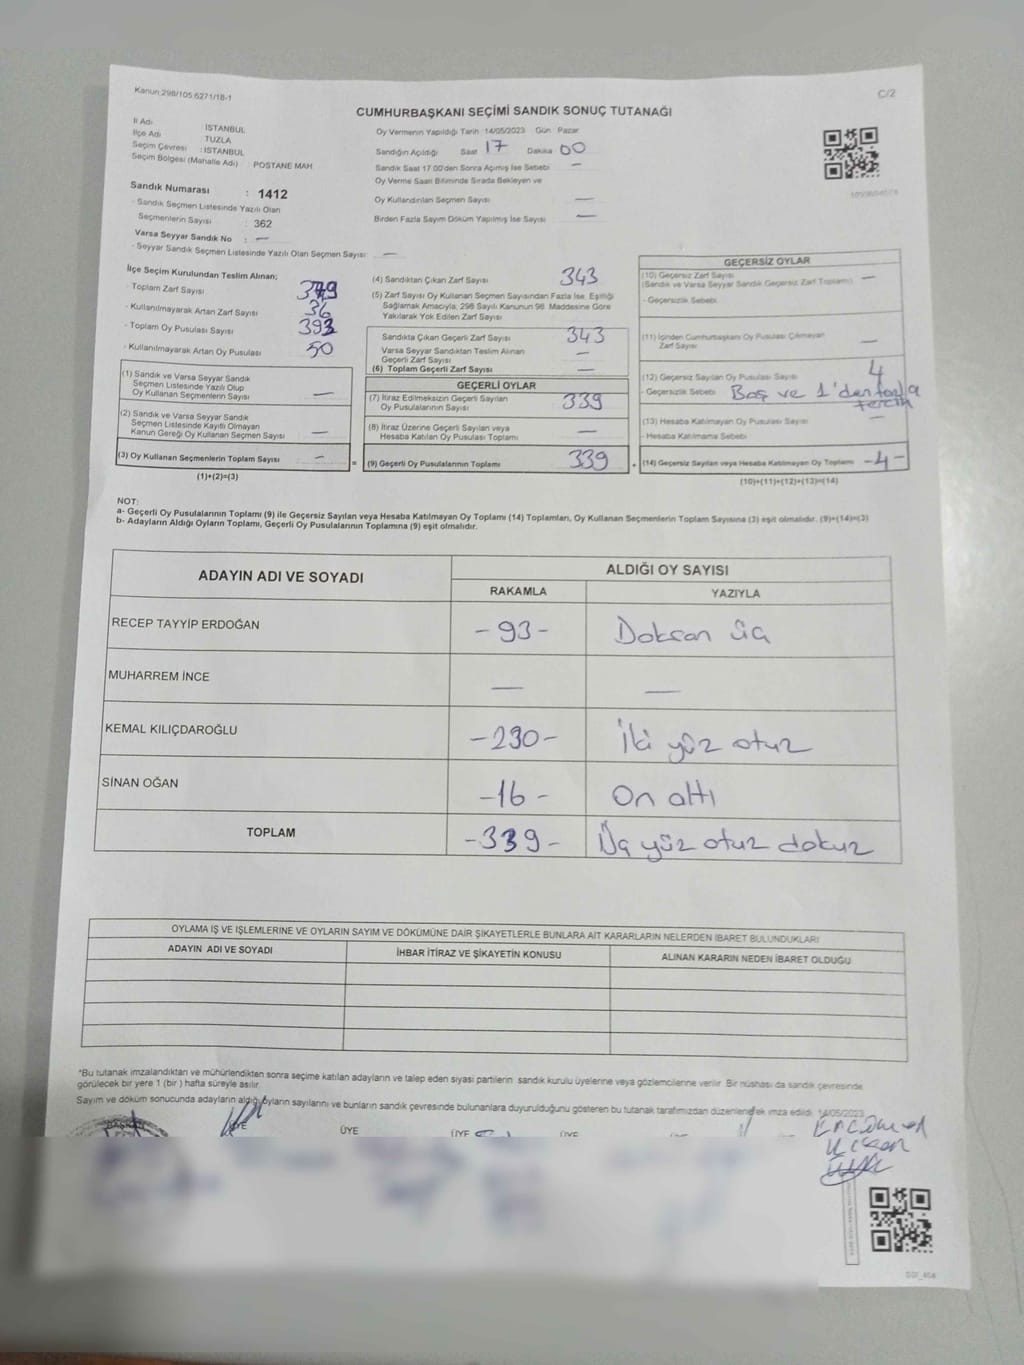 Kanun:298/105,6271/18-1
C/2
CUMHURBAŞKANI SEÇİMİ SANDIK SONUÇ TUTANAĞI
İl Adı : İSTANBUL
İlçe Adı : TUZLA
Seçim Çevresi : İSTANBUL
Seçim Bölgesi (Mahalle Adı) : POSTANE MAH
Sandık Numarası : 1412
- Sandık Seçmen Listesinde Yazılı Olan
Seçmenlerin Sayısı : 362
Varsa Seyyar Sandık No : —
- Seyyar Sandık Seçmen Listesinde Yazılı Olan Seçmen Sayısı: —
Oy Vermenin Yapıldığı Tarih 14/05/2023 Gün Pazar
Sandığın Açıldığı Saat 17 Dakika 00
Sandık Saat 17.00'den Sonra Açılmış İse Sebebi —
Oy Verme Saati Bitiminde Sırada Bekleyen ve
Oy Kullandırılan Seçmen Sayısı —
Birden Fazla Sayım Döküm Yapılmış İse Sayısı —
İlçe Seçim Kurulundan Teslim Alınan;
- Toplam Zarf Sayısı 379
- Kullanılmayarak Artan Zarf Sayısı 36
- Toplam Oy Pusulası Sayısı 393
- Kullanılmayarak Artan Oy Pusulası 50
(1) Sandık ve Varsa Seyyar Sandık
Seçmen Listesinde Yazılı Olup
Oy Kullanan Seçmenlerin Sayısı —
(2) Sandık ve Varsa Seyyar Sandık
Seçmen Listesinde Kayıtlı Olmayan
Kanun Gereği Oy Kullanan Seçmen Sayısı —
(3) Oy Kullanan Seçmenlerin Toplam Sayısı — =
(1)+(2)=(3)
(4) Sandıktan Çıkan Zarf Sayısı 343
(5) Zarf Sayısı Oy Kullanan Seçmen Sayısından Fazla İse, Eşitliği
Sağlamak Amacıyla, 298 Sayılı Kanunun 98. Maddesine Göre
Yakılarak Yok Edilen Zarf Sayısı
Sandıkta Çıkan Geçerli Zarf Sayısı 343
Varsa Seyyar Sandıktan Teslim Alınan
Geçerli Zarf Sayısı —
(6) Toplam Geçerli Zarf Sayısı —
GEÇERLİ OYLAR
(7) İtiraz Edilmeksizin Geçerli Sayılan
Oy Pusulalarının Sayısı 339
(8) İtiraz Üzerine Geçerli Sayılan veya
Hesaba Katılan Oy Pusulası Toplamı —
(9) Geçerli Oy Pusulalarının Toplamı 339 +
GEÇERSİZ OYLAR
(10) Geçersiz Zarf Sayısı —
(Sandık ve Varsa Seyyar Sandık Geçersiz Zarf Toplamı)
- Geçersizlik Sebebi
(11) İçinden Cumhurbaşkanı Oy Pusulası Çıkmayan
Zarf Sayısı —
(12) Geçersiz Sayılan Oy Pusulası Sayısı 4
- Geçersizlik Sebebi Boş ve 1'den fazla
tercih
(13) Hesaba Katılmayan Oy Pusulası Sayısı —
- Hesaba Katılmama Sebebi
(14) Geçersiz Sayılan veya Hesaba Katılmayan Oy Toplamı -4-
(10)+(11)+(12)+(13)=(14)
NOT:
a- Geçerli Oy Pusulalarının Toplamı (9) ile Geçersiz Sayılan veya Hesaba Katılmayan Oy Toplamı (14) Toplamları, Oy Kullanan Seçmenlerin Toplam Sayısına (3) eşit olmalıdır. (9)+(14)=(3)
b- Adayların Aldığı Oyların Toplamı, Geçerli Oy Pusulalarının Toplamına (9) eşit olmalıdır.
ADAYIN ADI VE SOYADI
ALDIĞI OY SAYISI
RAKAMLA YAZIYLA
RECEP TAYYİP ERDOĞAN -93- Doksan üç
MUHARREM İNCE — —
KEMAL KILIÇDAROĞLU -230- İki yüz otuz
SİNAN OĞAN -16- On altı
TOPLAM -339- Üç yüz otuz dokuz
OYLAMA İŞ VE İŞLEMLERİNE VE OYLARIN SAYIM VE DÖKÜMÜNE DAİR ŞİKAYETLERLE BUNLARA AİT KARARLARIN NELERDEN İBARET BULUNDUKLARI
ADAYIN ADI VE SOYADI İHBAR İTİRAZ VE ŞİKAYETİN KONUSU ALINAN KARARIN NEDEN İBARET OLDUĞU
*Bu tutanak imzalandıktan ve mühürlendikten sonra seçime katılan adayların ve talep eden siyasi partilerin sandık kurulu üyelerine veya gözlemcilerine verilir. Bir nüshası da sandık çevresinde
görülecek bir yere 1 (bir) hafta süreyle asılır.
Sayım ve döküm sonucunda adayların aldığı oyların sayılarını ve bunların sandık çevresinde bulunanlara duyurulduğunu gösteren bu tutanak tarafımızdan düzenlenerek imza edildi. 14/05/2023
BAŞKAN ÜYE ÜYE ÜYE ÜYE